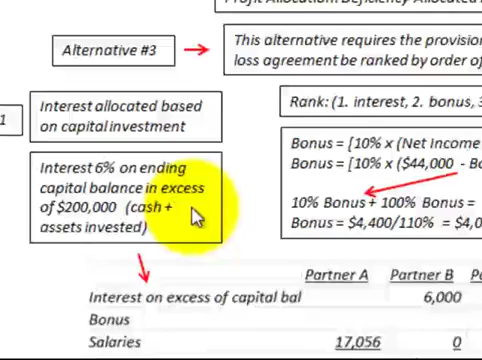 Profit Allocation: Deficiency Allocated
Alternative #3
This alternative requires the
loss agreement be ranked by order of
1
Interest allocated based
on capital investment
Rank: (1. interest, 2. bonus, 3
Interest 6% on ending
capital balance in excess
of $200,000 (cash +
assets invested)
Bonus = [10% x (Net Income
Bonus = [10% x ($44,000 - Bo
10% Bonus + 100% Bonus =
Bonus = $4,400/110% = $4,0
Partner A Partner B
Interest on excess of capital bal 6,000
Bonus
Salaries 17,056 0